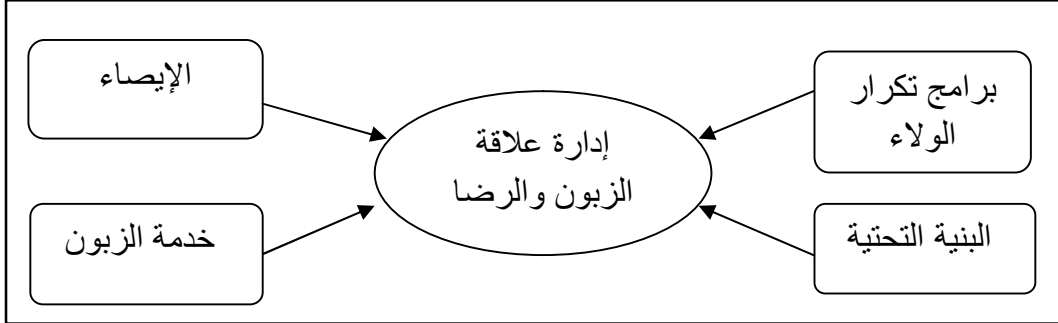 برامج تكرار
الولاء
الإيصاء
إدارة علاقة
الزبون والرضا
البنية التحتية
خدمة الزبون